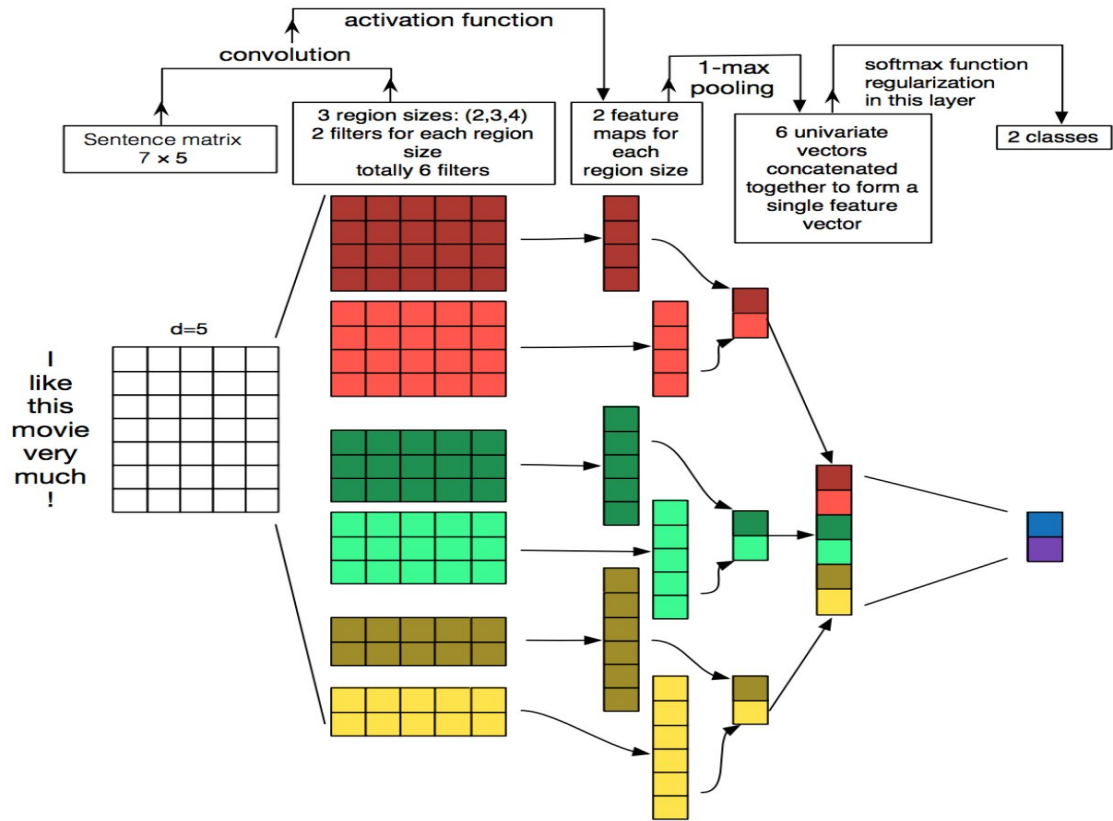 activation function
convolution
1-max
pooling
softmax function
regularization
in this layer
Sentence matrix
7 × 5
3 region sizes: (2,3,4)
2 filters for each region
size
totally 6 filters
2 feature
maps for
each
region size
6 univariate
vectors
concatenated
together to form a
single feature
vector
2 classes
d=5
I
like
this
movie
very
much
!